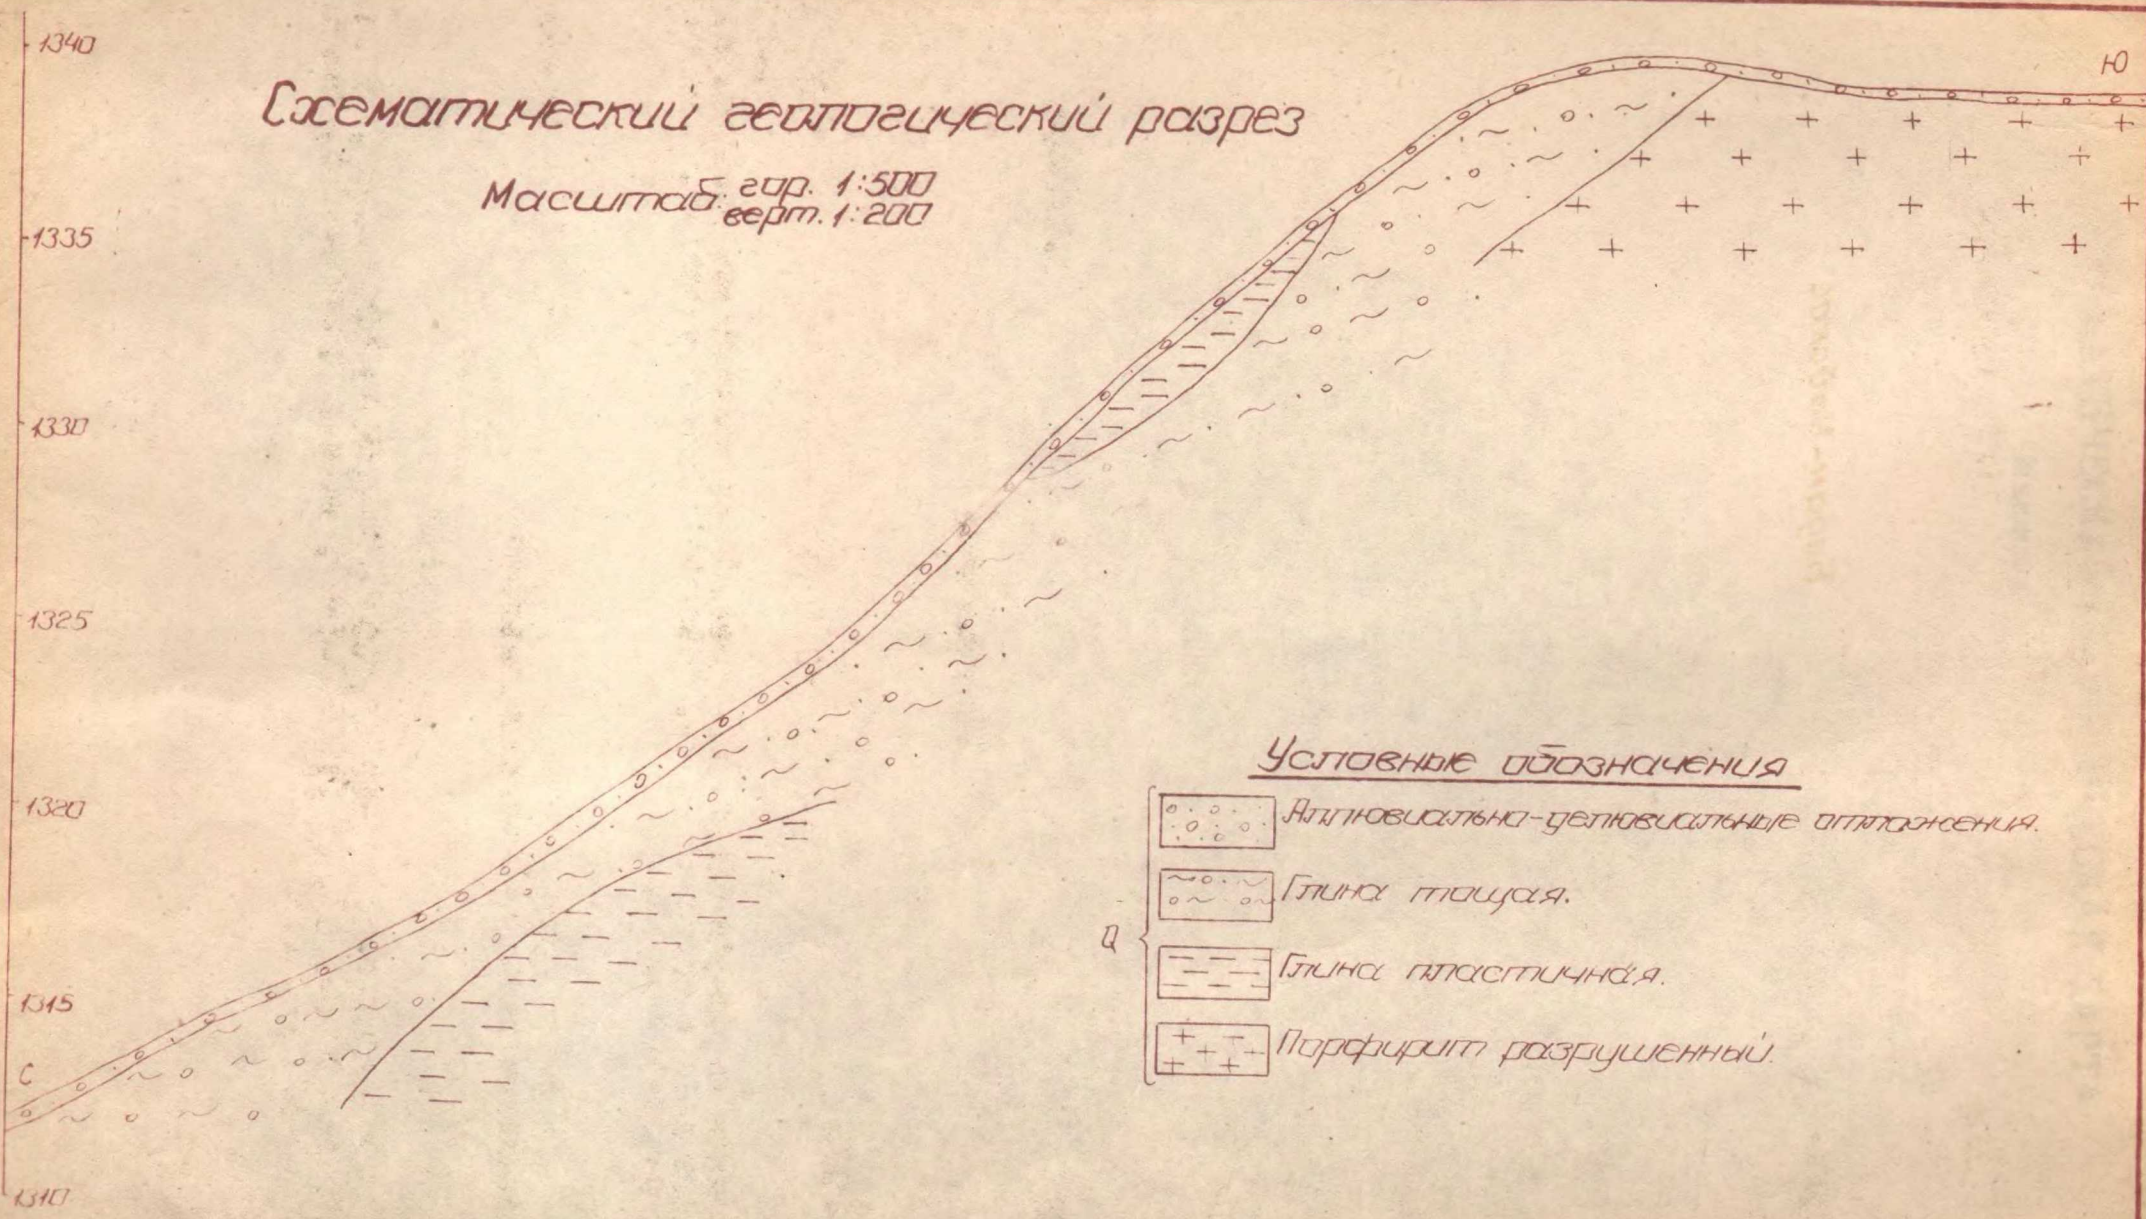 1340
Ю
Схематический геологический разрез
Масштаб: гор. 1:500
верт. 1:200
1335
1330
1325
1320
1315
С
1310
Условные обозначения
Аллювиально-делювиальные отложения.
Глина тощая.
Q
Глина пластичная.
Порфирит разрушенный.